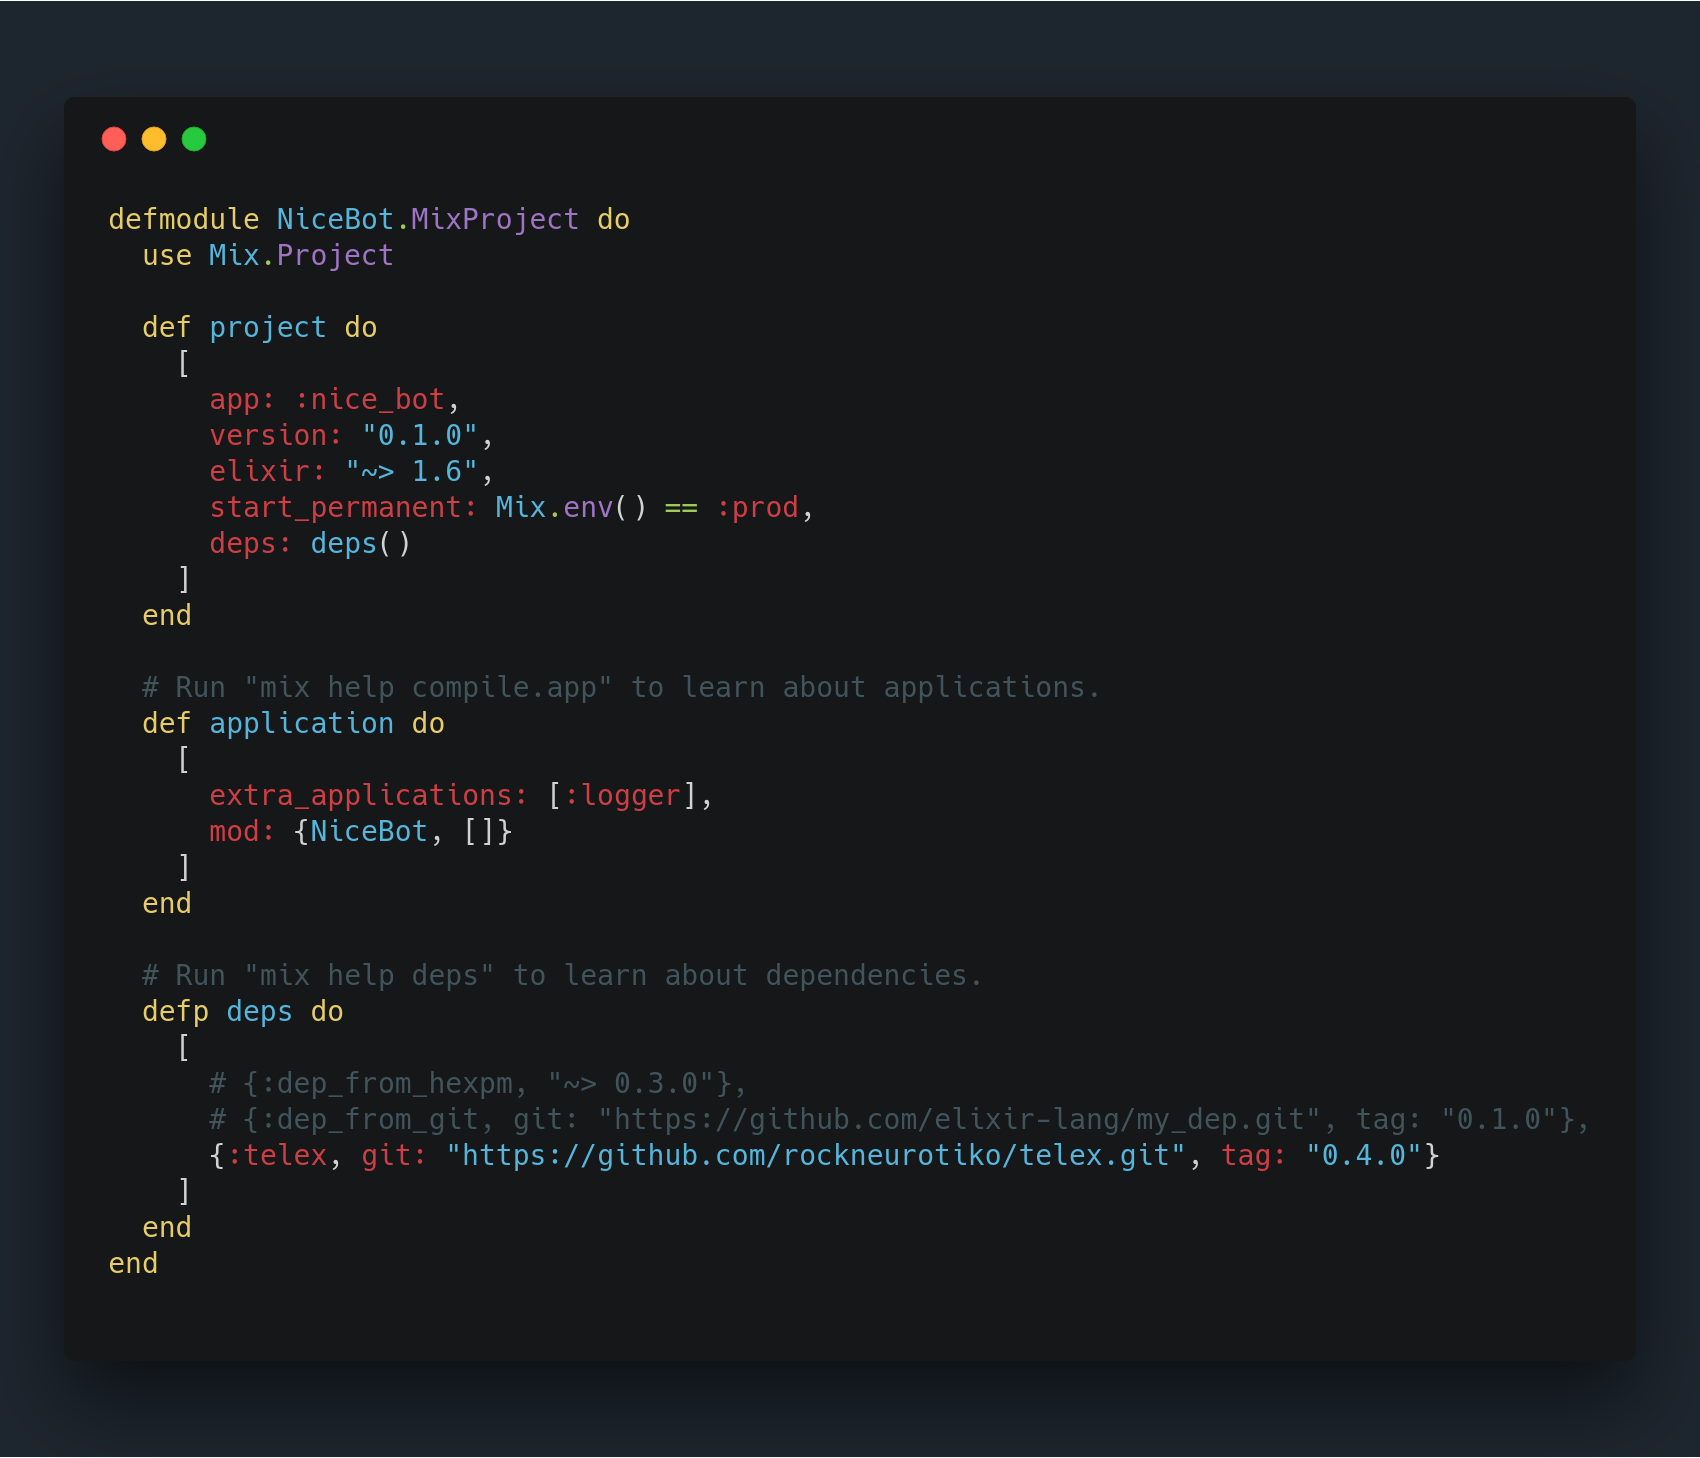 defmodule NiceBot.MixProject do
  use Mix.Project

  def project do
    [
      app: :nice_bot,
      version: "0.1.0",
      elixir: "~> 1.6",
      start_permanent: Mix.env() == :prod,
      deps: deps()
    ]
  end

  # Run "mix help compile.app" to learn about applications.
  def application do
    [
      extra_applications: [:logger],
      mod: {NiceBot, []}
    ]
  end

  # Run "mix help deps" to learn about dependencies.
  defp deps do
    [
      # {:dep_from_hexpm, "~> 0.3.0"},
      # {:dep_from_git, git: "https://github.com/elixir-lang/my_dep.git", tag: "0.1.0"},
      {:telex, git: "https://github.com/rockneurotiko/telex.git", tag: "0.4.0"}
    ]
  end
end